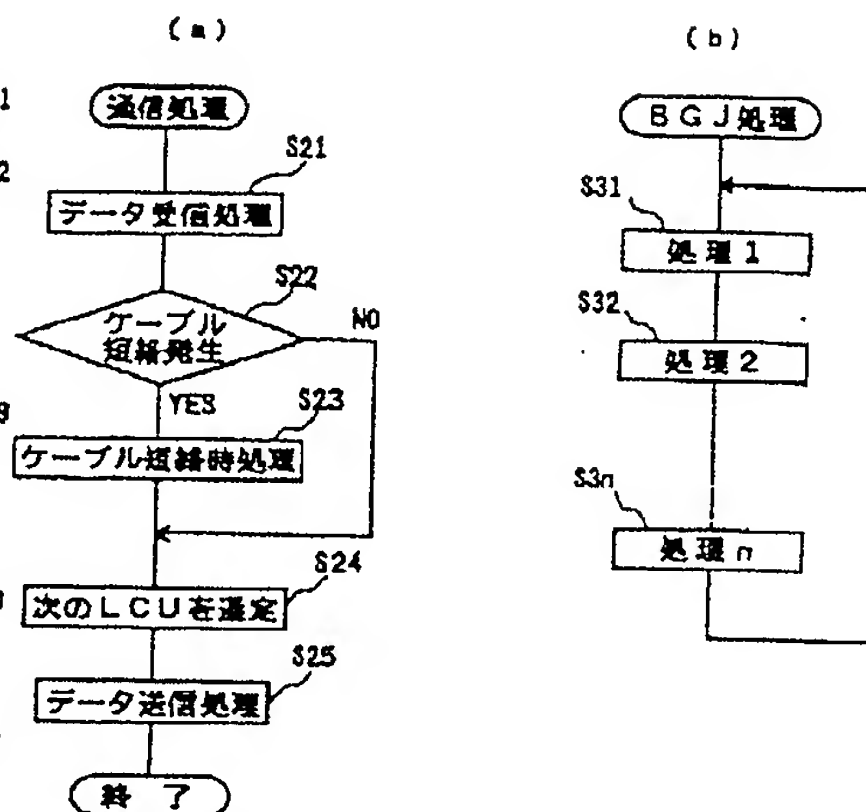 (a)
通信処理
S21
データ受信処理
S22
ケーブル
短絡発生
NO
YES
S23
ケーブル短絡時処理
S24
次のLCUを選定
S25
データ送信処理
終了
(b)
BGJ処理
S31
処理1
S32
処理2
S3n
処理n